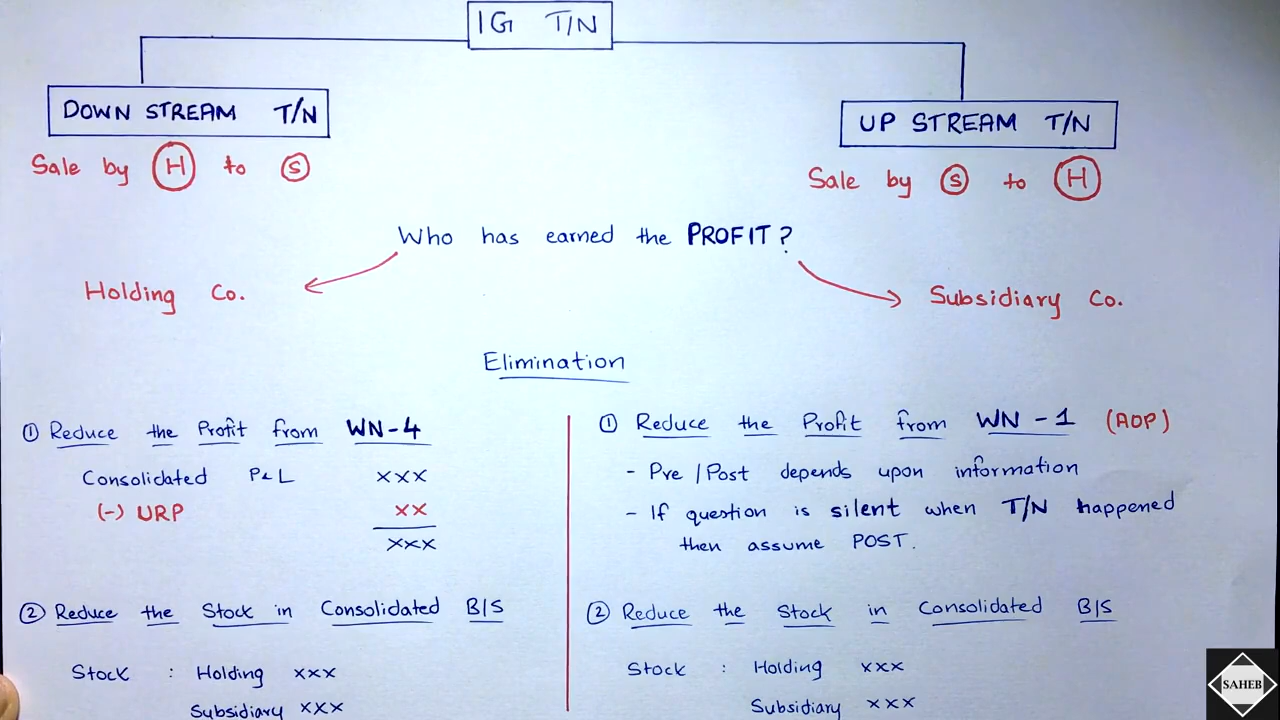 IG T/N
DOWN STREAM T/N
UP STREAM T/N
Sale by H to S
Sale by S to H
Who has earned the PROFIT?
Holding Co.
Subsidiary Co.
Elimination
① Reduce the Profit from WN-4
Consolidated P&L xxx
(-) URP xx
xxx
② Reduce the Stock in Consolidated B/S
Stock : Holding xxx
Subsidiary xxx
① Reduce the Profit from WN-1 (AOP)
- Pre/Post depends upon information
- If question is silent when T/N happened
then assume POST.
② Reduce the Stock in Consolidated B/S
Stock : Holding xxx
Subsidiary xxx
SAHEB